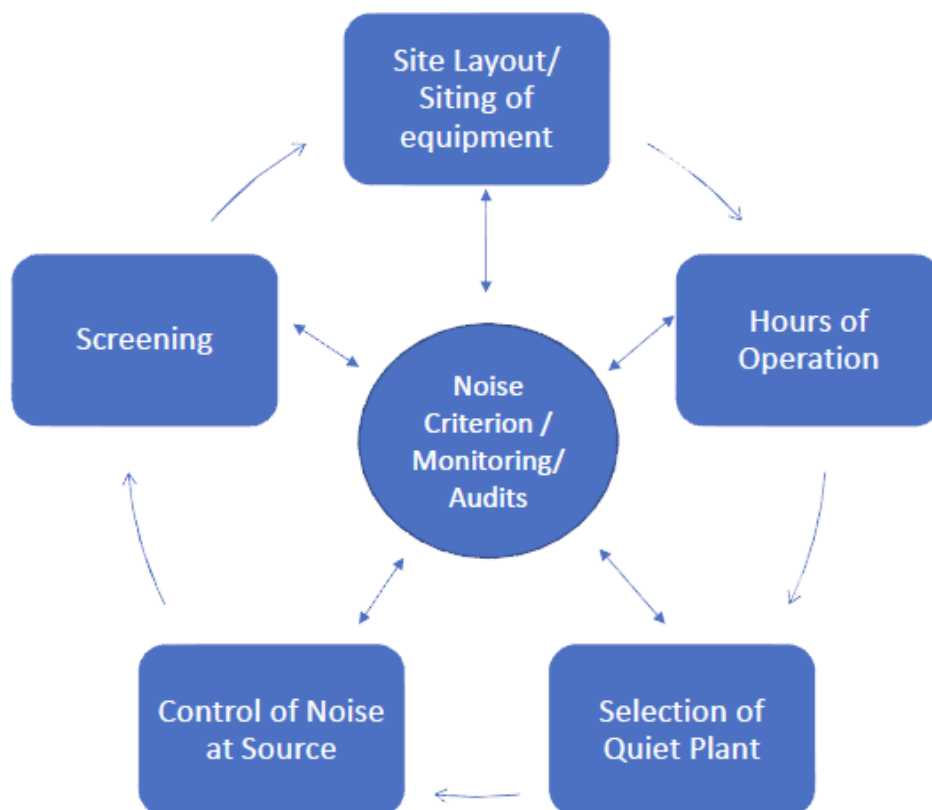 Site Layout/
Siting of
equipment
Hours of
Operation
Screening
Noise
Criterion /
Monitoring/
Audits
Control of Noise
at Source
Selection of
Quiet Plant